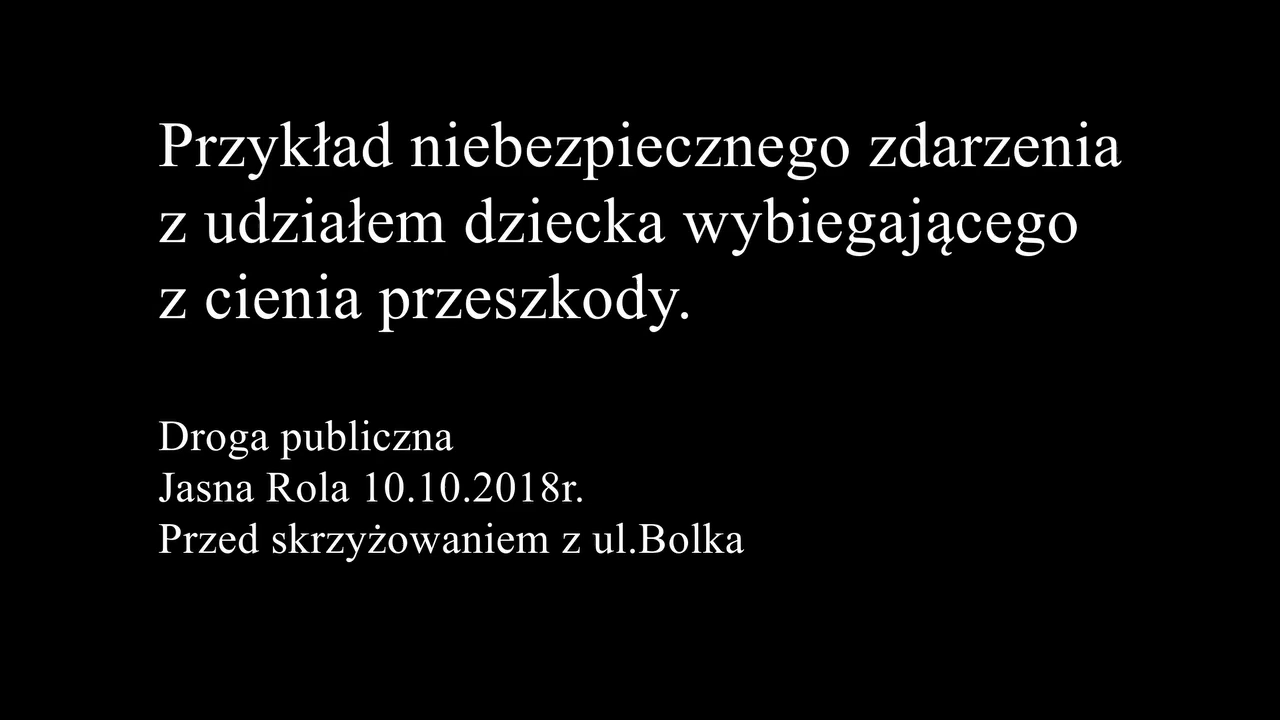 Przykład niebezpiecznego zdarzenia
z udziałem dziecka wybiegającego
z cienia przeszkody.
Droga publiczna
Jasna Rola 10.10.2018r.
Przed skrzyżowaniem z ul.Bolka